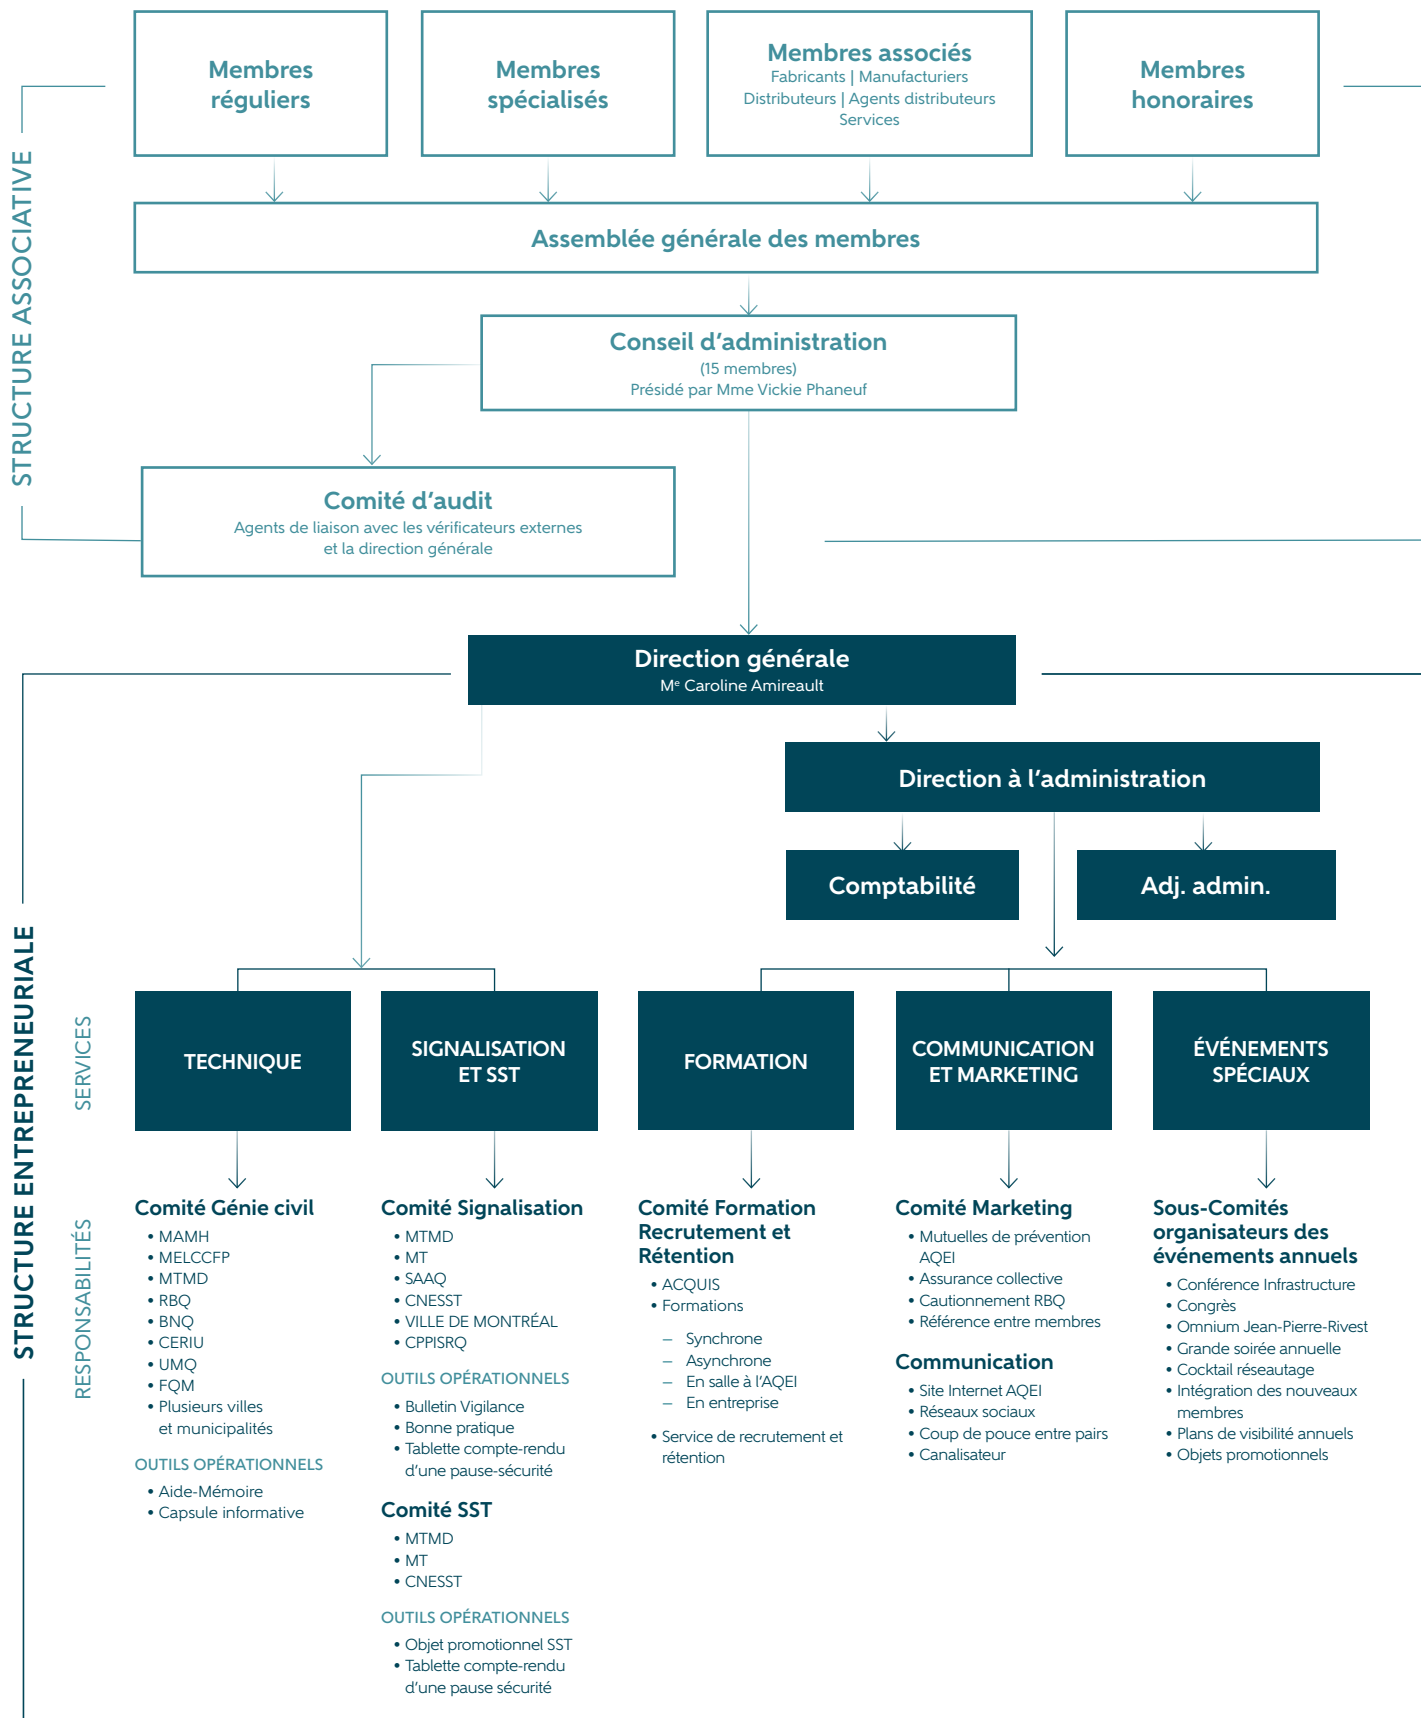 STRUCTURE ASSOCIATIVE
Membres
réguliers
Membres
spécialisés
Membres associés
Fabricants | Manufacturiers
Distributeurs | Agents distributeurs
Services
Membres
honoraires
Assemblée générale des membres
Conseil d'administration
(15 membres)
Présidé par Mme Vickie Phaneuf
Comité d'audit
Agents de liaison avec les vérificateurs externes
et la direction générale
STRUCTURE ENTREPRENEURIALE
Direction générale
Mᵉ Caroline Amireault
Direction à l'administration
Comptabilité
Adj. admin.
SERVICES
TECHNIQUE
SIGNALISATION
ET SST
FORMATION
COMMUNICATION
ET MARKETING
ÉVÉNEMENTS
SPÉCIAUX
RESPONSABILITÉS
Comité Génie civil
• MAMH
• MELCCFP
• MTMD
• RBQ
• BNQ
• CERIU
• UMQ
• FQM
• Plusieurs villes
et municipalités
OUTILS OPÉRATIONNELS
• Aide-Mémoire
• Capsule informative
Comité Signalisation
• MTMD
• MT
• SAAQ
• CNESST
• VILLE DE MONTRÉAL
• CPPISRQ
OUTILS OPÉRATIONNELS
• Bulletin Vigilance
• Bonne pratique
• Tablette compte-rendu
d'une pause-sécurité
Comité SST
• MTMD
• MT
• CNESST
OUTILS OPÉRATIONNELS
• Objet promotionnel SST
• Tablette compte-rendu
d'une pause sécurité
Comité Formation
Recrutement et
Rétention
• ACQUIS
• Formations
– Synchrone
– Asynchrone
– En salle à l'AQEI
– En entreprise
• Service de recrutement et
rétention
Comité Marketing
• Mutuelles de prévention
AQEI
• Assurance collective
• Cautionnement RBQ
• Référence entre membres
Communication
• Site Internet AQEI
• Réseaux sociaux
• Coup de pouce entre pairs
• Canalisateur
Sous-Comités
organisateurs des
événements annuels
• Conférence Infrastructure
• Congrès
• Omnium Jean-Pierre-Rivest
• Grande soirée annuelle
• Cocktail réseautage
• Intégration des nouveaux
membres
• Plans de visibilité annuels
• Objets promotionnels